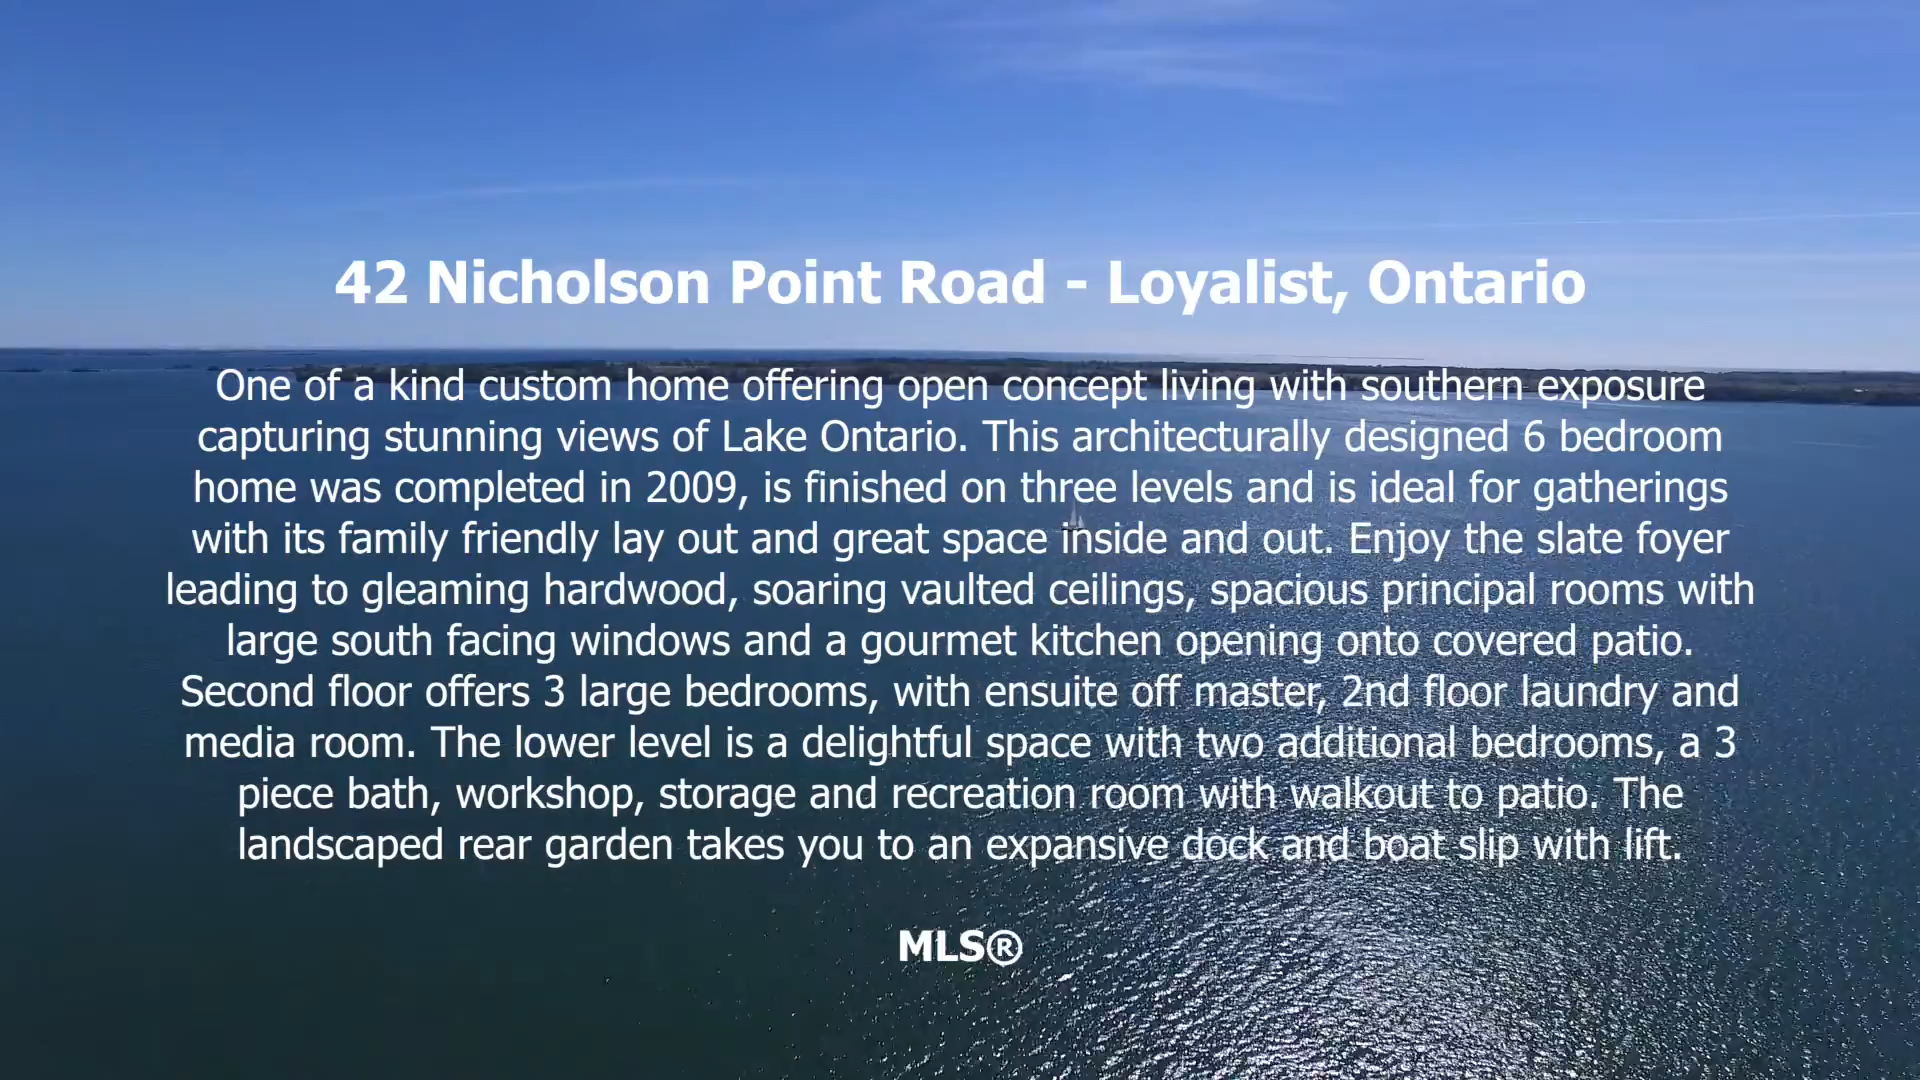 42 Nicholson Point Road - Loyalist, Ontario
One of a kind custom home offering open concept living with southern exposure
capturing stunning views of Lake Ontario. This architecturally designed 6 bedroom
home was completed in 2009, is finished on three levels and is ideal for gatherings
with its family friendly lay out and great space inside and out. Enjoy the slate foyer
leading to gleaming hardwood, soaring vaulted ceilings, spacious principal rooms with
large south facing windows and a gourmet kitchen opening onto covered patio.
Second floor offers 3 large bedrooms, with ensuite off master, 2nd floor laundry and
media room. The lower level is a delightful space with two additional bedrooms, a 3
piece bath, workshop, storage and recreation room with walkout to patio. The
landscaped rear garden takes you to an expansive dock and boat slip with lift.
MLS®